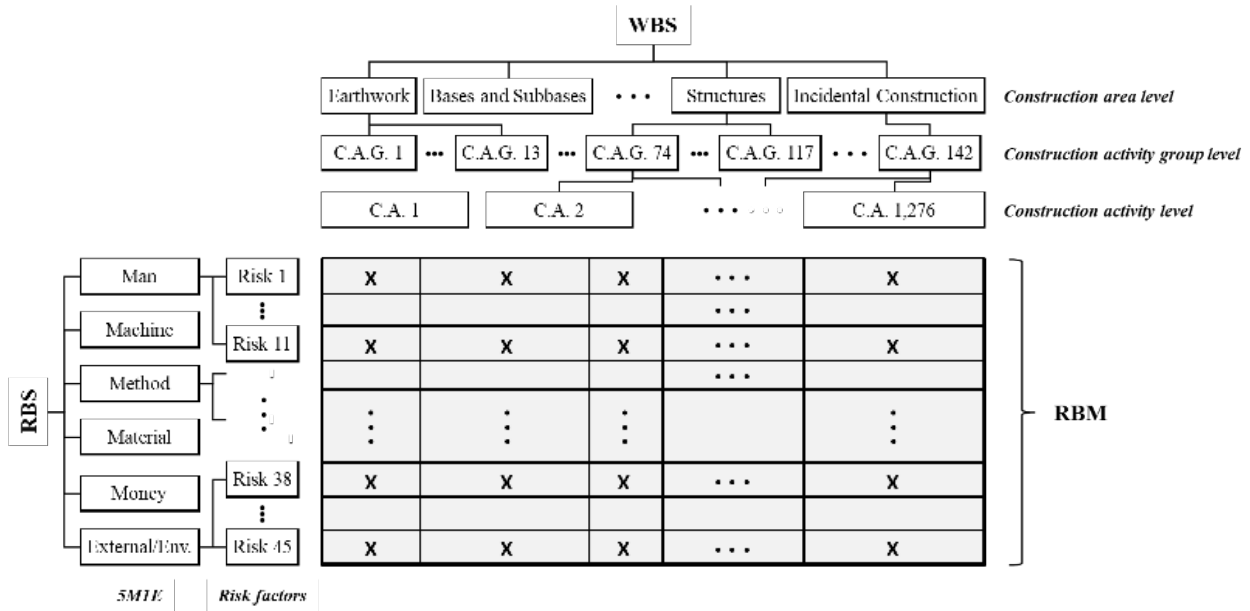 WBS
Earthwork Bases and Subbases • • • Structures Incidental Construction Construction area level
C.A.G. 1 ••• C.A.G. 13 ••• C.A.G. 74 ••• C.A.G. 117 • • • C.A.G. 142 Construction activity group level
C.A. 1 C.A. 2 • • • C.A. 1,276 Construction activity level
RBS
Man Risk 1 X X X • • • X
• • •
Machine Risk 11 X X X • • • X
Method • • •
Material
RBM
Money Risk 38 X X X • • • X
External/Env. Risk 45 X X X • • • X
5M1E Risk factors